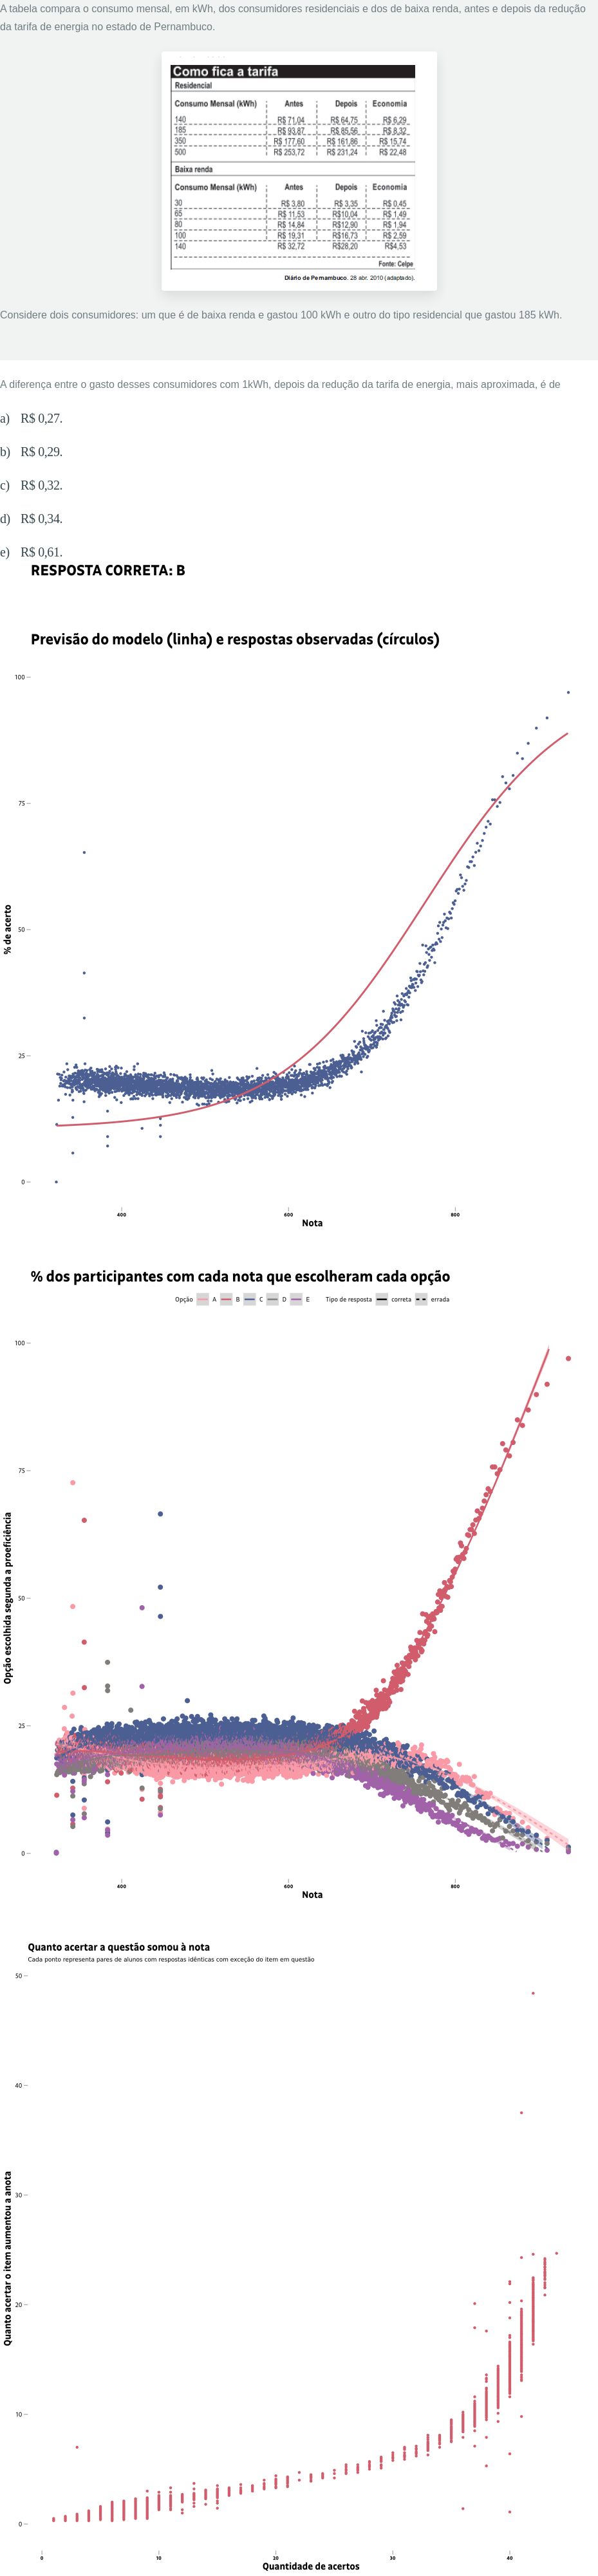 A tabela compara o consumo mensal, em kWh, dos consumidores residenciais e dos de baixa renda, antes e depois da redução
da tarifa de energia no estado de Pernambuco.
Como fica a tarifa
Residencial
Consumo Mensal (kWh) Antes Depois Economia
140 R$ 71,04 R$ 64,75 R$ 6,29
185 R$ 93,87 R$ 85,56 R$ 8,32
350 R$ 177,60 R$ 161,86 R$ 15,74
500 R$ 253,72 R$ 231,24 R$ 22,48
Baixa renda
Consumo Mensal (kWh) Antes Depois Economia
30 R$ 3,80 R$ 3,35 R$ 0,45
65 R$ 11,53 R$10,04 R$ 1,49
80 R$ 14,84 R$12,90 R$ 1,94
100 R$ 19,31 R$16,73 R$ 2,59
140 R$ 32,72 R$28,20 R$4,53
Fonte: Celpe
Diário de Pernambuco. 28 abr. 2010 (adaptado).
Considere dois consumidores: um que é de baixa renda e gastou 100 kWh e outro do tipo residencial que gastou 185 kWh.
A diferença entre o gasto desses consumidores com 1kWh, depois da redução da tarifa de energia, mais aproximada, é de
a) R$ 0,27.
b) R$ 0,29.
c) R$ 0,32.
d) R$ 0,34.
e) R$ 0,61.
RESPOSTA CORRETA: B
Previsão do modelo (linha) e respostas observadas (círculos)
100
75
50
25
0
% de acerto
400 600 800
Nota
% dos participantes com cada nota que escolheram cada opção
Opção A B C D E Tipo de resposta correta errada
100
75
50
25
0
Opção escolhida segunda a proeficiência
400 600 800
Nota
Quanto acertar a questão somou à nota
Cada ponto representa pares de alunos com respostas idênticas com exceção do item em questão
50
40
30
20
10
0
Quanto acertar o item aumentou a anota
0 10 20 30 40
Quantidade de acertos